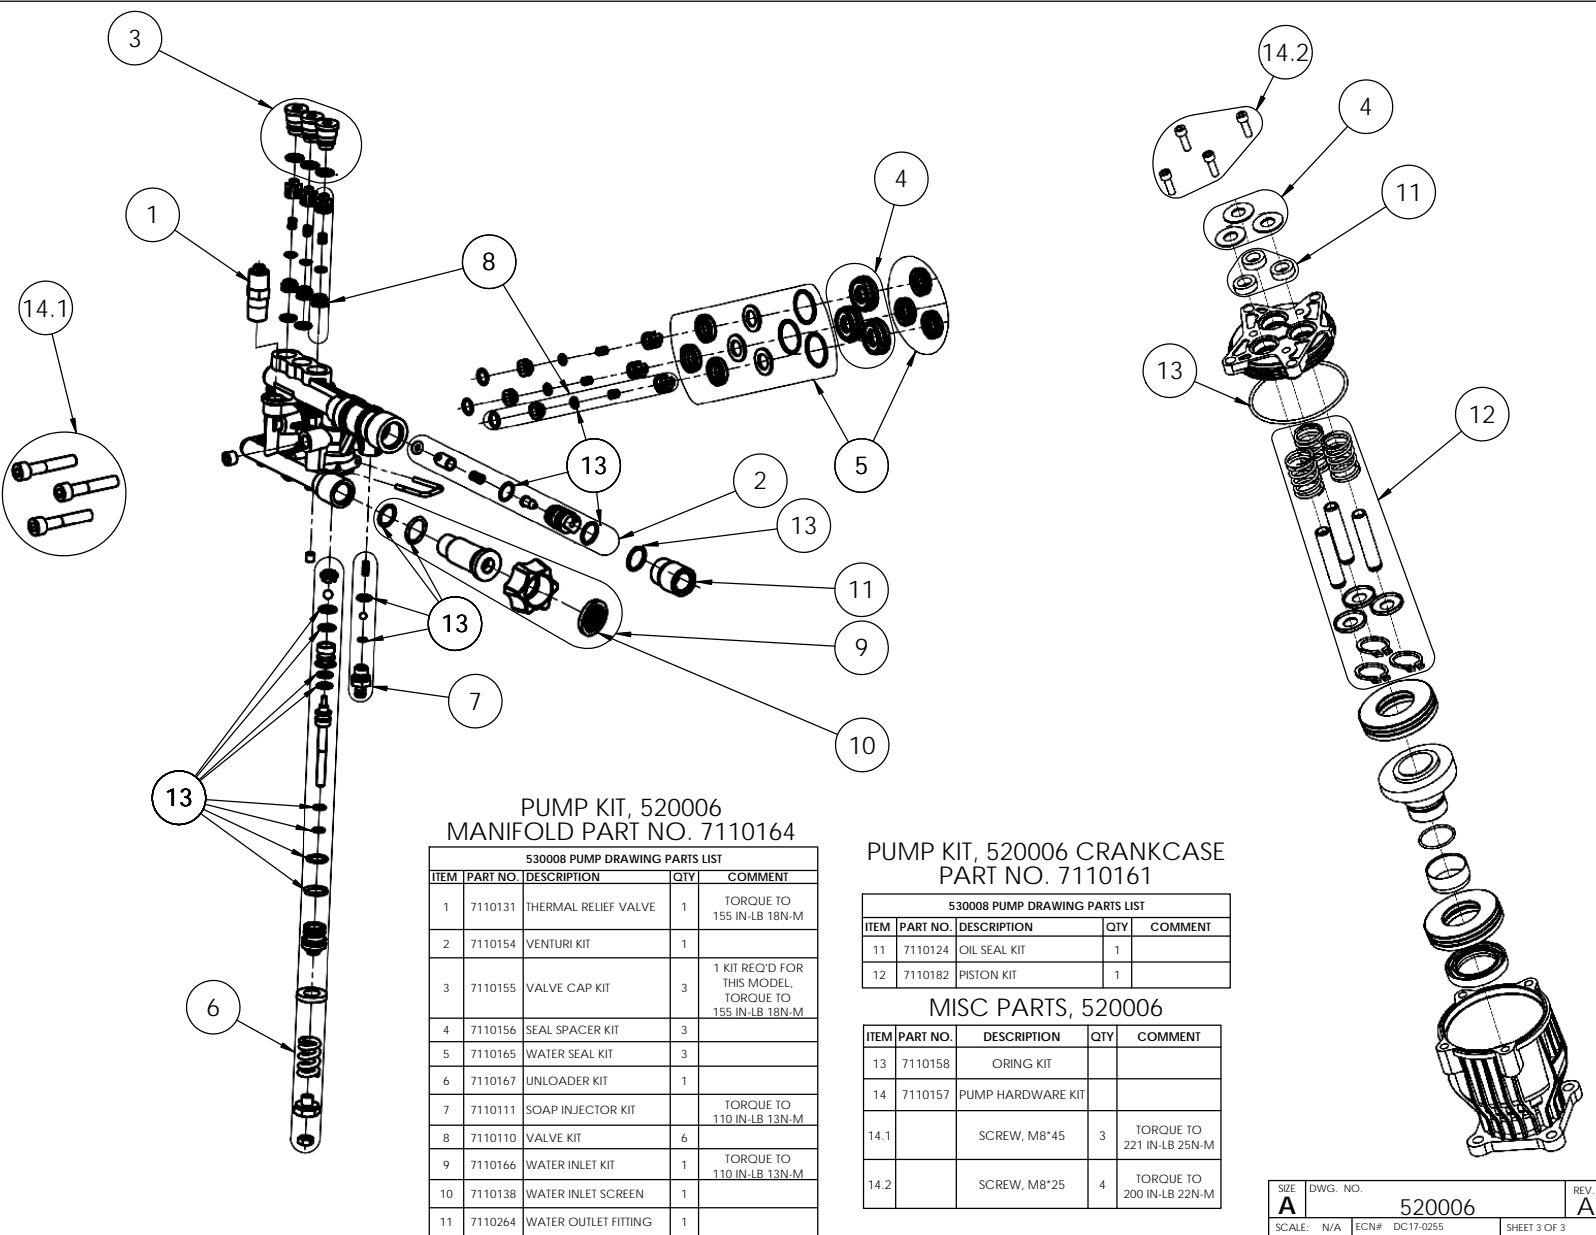 3
14.2
4
4
11
1
8
14.1
13
12
13
5
2
13
11
13
9
7
10
13
6
PUMP KIT, 520006
MANIFOLD PART NO. 7110164
530008 PUMP DRAWING PARTS LIST
ITEM PART NO. DESCRIPTION QTY COMMENT
1 7110131 THERMAL RELIEF VALVE 1 TORQUE TO
155 IN-LB 18N-M
2 7110154 VENTURI KIT 1
3 7110155 VALVE CAP KIT 3 1 KIT REQ'D FOR
THIS MODEL,
TORQUE TO
155 IN-LB 18N-M
4 7110156 SEAL SPACER KIT 3
5 7110165 WATER SEAL KIT 3
6 7110167 UNLOADER KIT 1
7 7110111 SOAP INJECTOR KIT TORQUE TO
110 IN-LB 13N-M
8 7110110 VALVE KIT 6
9 7110166 WATER INLET KIT 1 TORQUE TO
110 IN-LB 13N-M
10 7110138 WATER INLET SCREEN 1
11 7110264 WATER OUTLET FITTING 1
PUMP KIT, 520006 CRANKCASE
PART NO. 7110161
530008 PUMP DRAWING PARTS LIST
ITEM PART NO. DESCRIPTION QTY COMMENT
11 7110124 OIL SEAL KIT 1
12 7110182 PISTON KIT 1
MISC PARTS, 520006
ITEM PART NO. DESCRIPTION QTY COMMENT
13 7110158 ORING KIT
14 7110157 PUMP HARDWARE KIT
14.1 SCREW, M8*45 3 TORQUE TO
221 IN-LB 25N-M
14.2 SCREW, M8*25 4 TORQUE TO
200 IN-LB 22N-M
SIZE DWG. NO. REV.
A 520006 A
SCALE: N/A ECN# DC17-0255 SHEET 3 OF 3